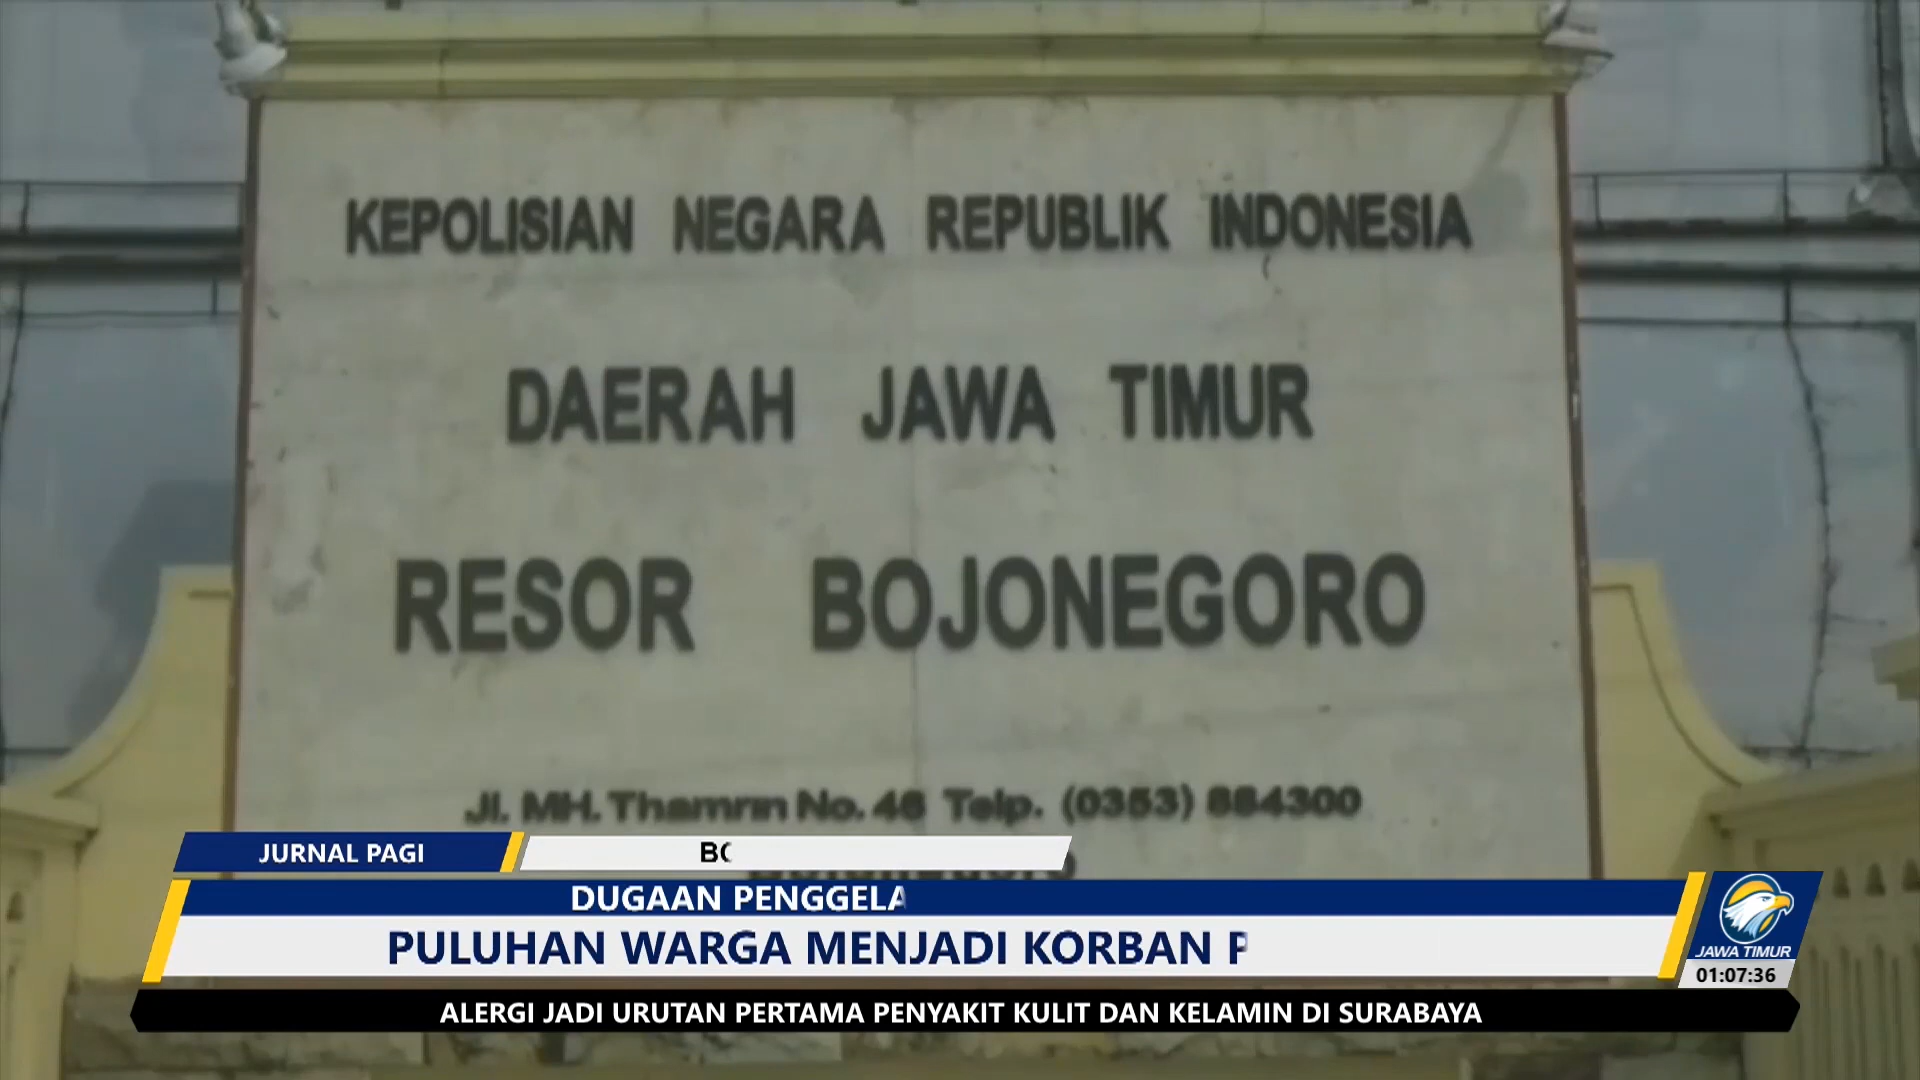 KEPOLISIAN NEGARA REPUBLIK INDONESIA
DAERAH JAWA TIMUR
RESOR BOJONEGORO
Jl. MH. Thamrin No. 46 Telp. (0353) 884300
JURNAL PAGI
BO
DUGAAN PENGGELA
PULUHAN WARGA MENJADI KORBAN P
JAWA TIMUR
01:07:36
ALERGI JADI URUTAN PERTAMA PENYAKIT KULIT DAN KELAMIN DI SURABAYA